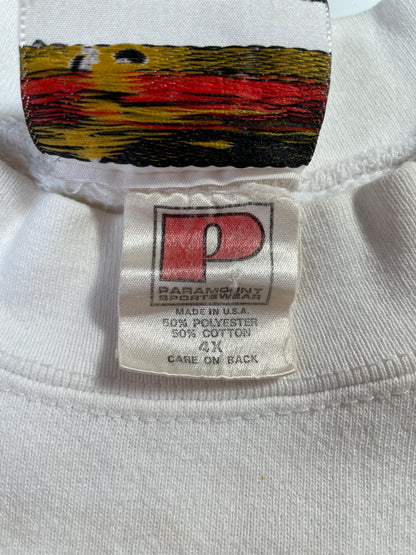 P
PARAMOUNT
SPORTSWEAR
MADE IN U.S.A.
50% POLYESTER
50% COTTON
4X
CARE ON BACK